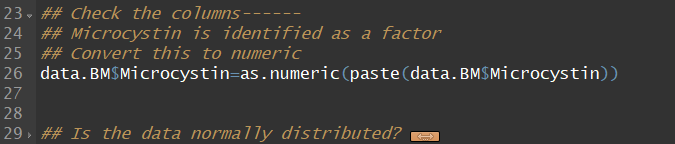 23 ## Check the columns------
24 ## Microcystin is identified as a factor
25 ## Convert this to numeric
26 data.BM$Microcystin=as.numeric(paste(data.BM$Microcystin))
27
28
29 ## Is the data normally distributed?